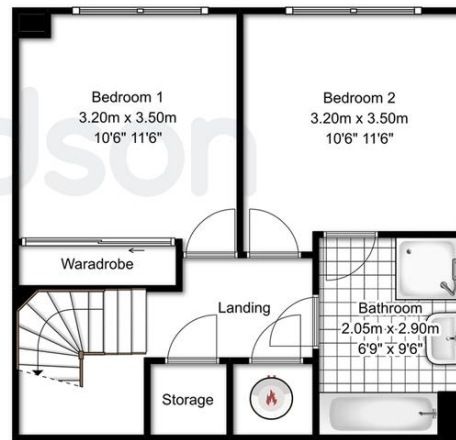 Bedroom 1
3.20m x 3.50m
10'6" 11'6"
Bedroom 2
3.20m x 3.50m
10'6" 11'6"
dson
Waradrobe
Landing
Bathroom
2.05m x 2.90m
6'9" x 9'6"
Storage